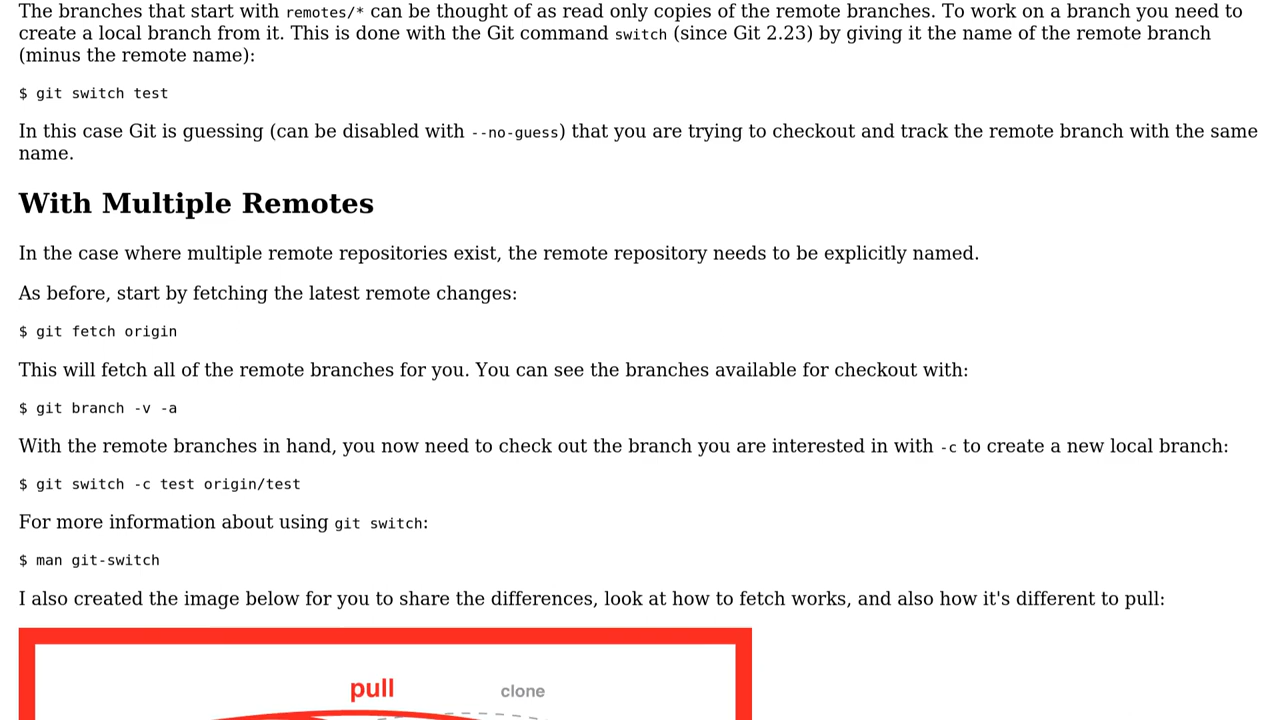 The branches that start with remotes/* can be thought of as read only copies of the remote branches. To work on a branch you need to
create a local branch from it. This is done with the Git command switch (since Git 2.23) by giving it the name of the remote branch
(minus the remote name):
$ git switch test
In this case Git is guessing (can be disabled with --no-guess) that you are trying to checkout and track the remote branch with the same
name.
With Multiple Remotes
In the case where multiple remote repositories exist, the remote repository needs to be explicitly named.
As before, start by fetching the latest remote changes:
$ git fetch origin
This will fetch all of the remote branches for you. You can see the branches available for checkout with:
$ git branch -v -a
With the remote branches in hand, you now need to check out the branch you are interested in with -c to create a new local branch:
$ git switch -c test origin/test
For more information about using git switch:
$ man git-switch
I also created the image below for you to share the differences, look at how to fetch works, and also how it's different to pull:
pull clone